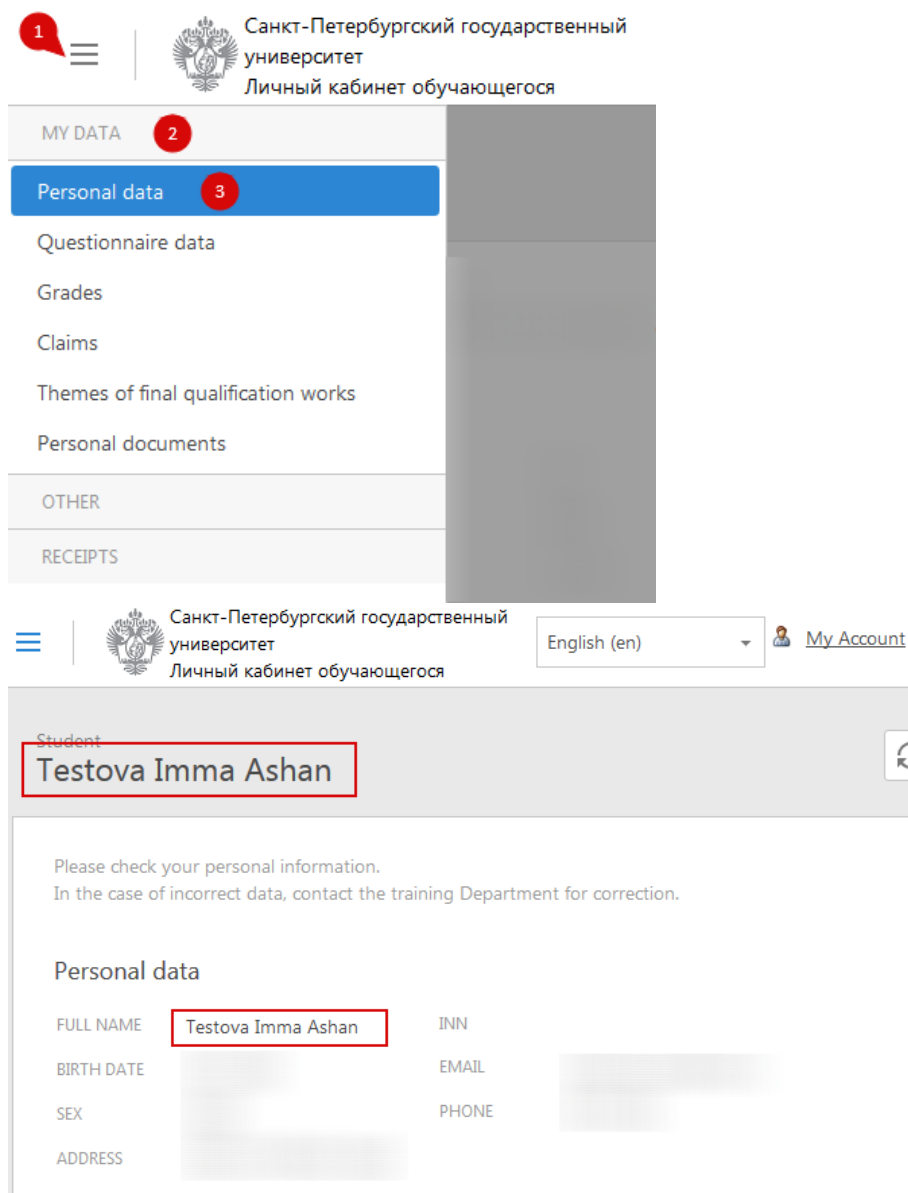 1
Санкт-Петербургский государственный
университет
Личный кабинет обучающегося
MY DATA 2
Personal data 3
Questionnaire data
Grades
Claims
Themes of final qualification works
Personal documents
OTHER
RECEIPTS
Санкт-Петербургский государственный
университет
Личный кабинет обучающегося
English (en)
My Account
Student
Testova Imma Ashan
Please check your personal information.
In the case of incorrect data, contact the training Department for correction.
Personal data
FULL NAME Testova Imma Ashan INN
BIRTH DATE EMAIL
SEX PHONE
ADDRESS